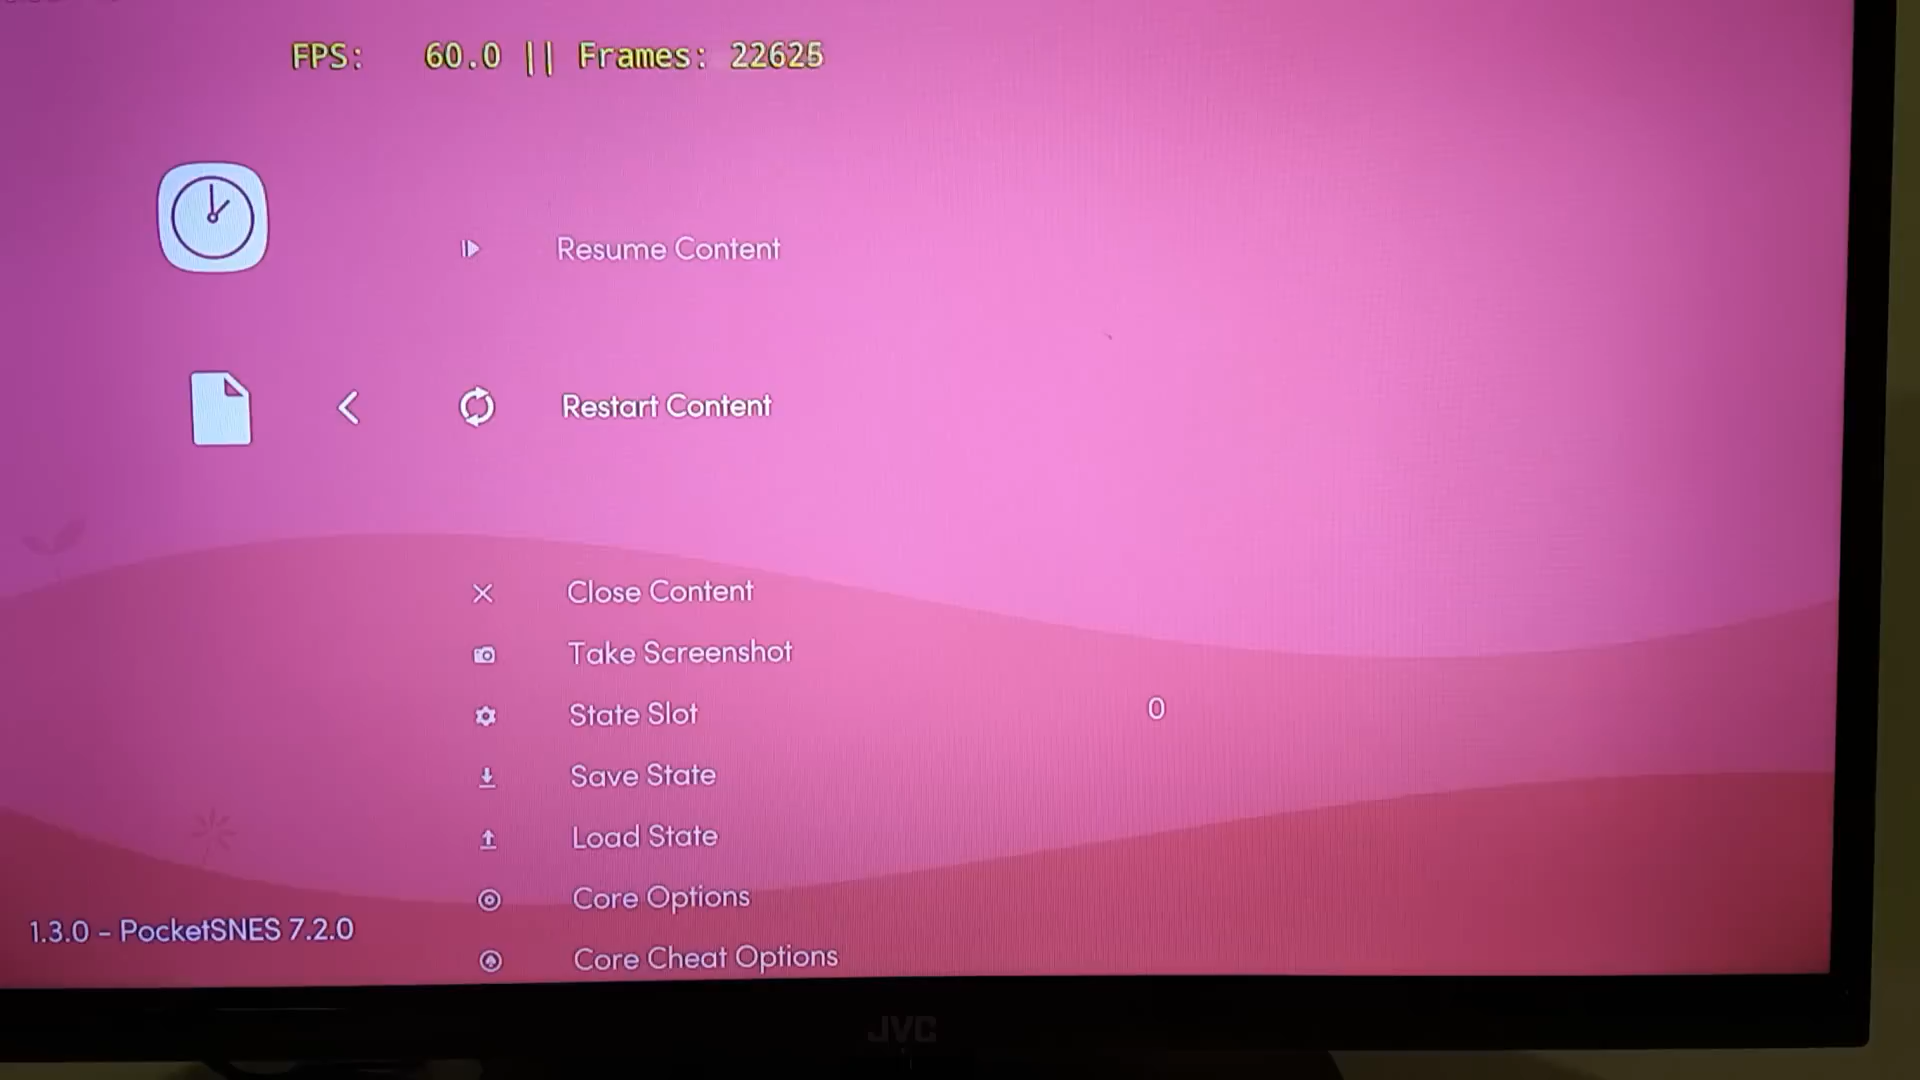 FPS: 60.0 || Frames: 22625
Resume Content
Restart Content
Close Content
Take Screenshot
State Slot 0
Save State
Load State
Core Options
1.3.0 - PocketSNES 7.2.0
Core Cheat Options
JVC